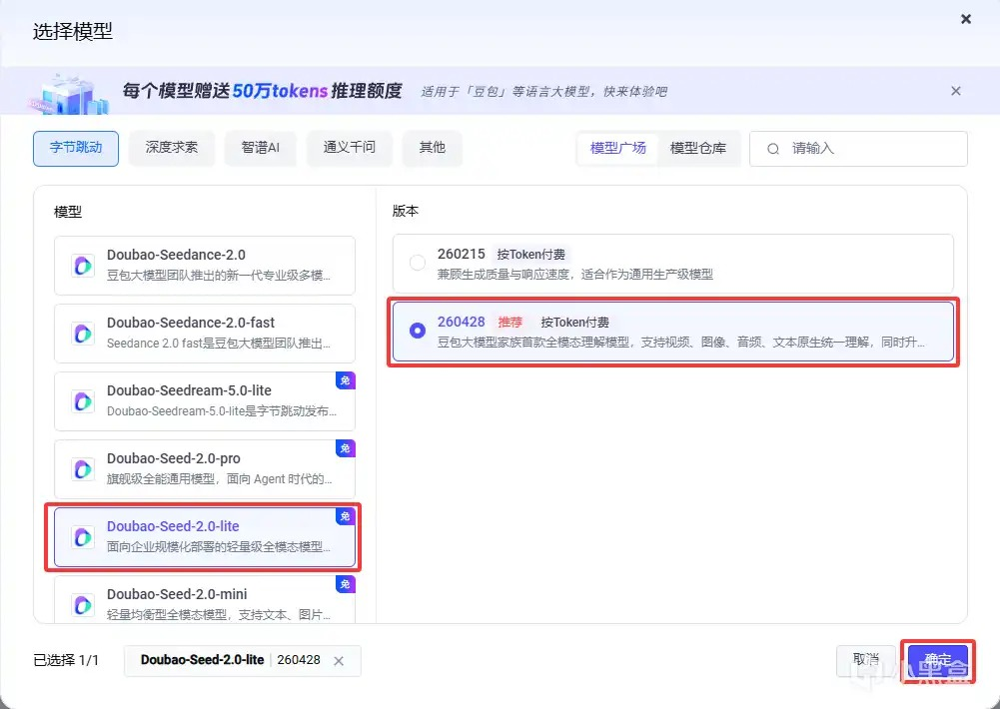 选择模型
每个模型赠送50万tokens推理额度 适用于「豆包」等语言大模型，快来体验吧
字节跳动 深度求索 智谱AI 通义千问 其他 模型广场 模型仓库 请输入
模型
Doubao-Seedance-2.0
豆包大模型团队推出的新一代专业级多模...
Doubao-Seedance-2.0-fast
Seedance 2.0 fast是豆包大模型团队推出...
免
Doubao-Seedream-5.0-lite
Doubao-Seedream-5.0-lite是字节跳动发布...
免
Doubao-Seed-2.0-pro
旗舰级全能通用模型，面向 Agent 时代的...
免
Doubao-Seed-2.0-lite
面向企业规模化部署的轻量级全模态模型...
免
Doubao-Seed-2.0-mini
轻量均衡型全模态模型，支持文本、图片...
版本
260215 按Token付费
兼顾生成质量与响应速度，适合作为通用生产级模型
260428 推荐 按Token付费
豆包大模型家族首款全模态理解模型，支持视频、图像、音频、文本原生统一理解，同时升...
已选择 1/1 Doubao-Seed-2.0-lite 260428 取消 确定
小黑盒